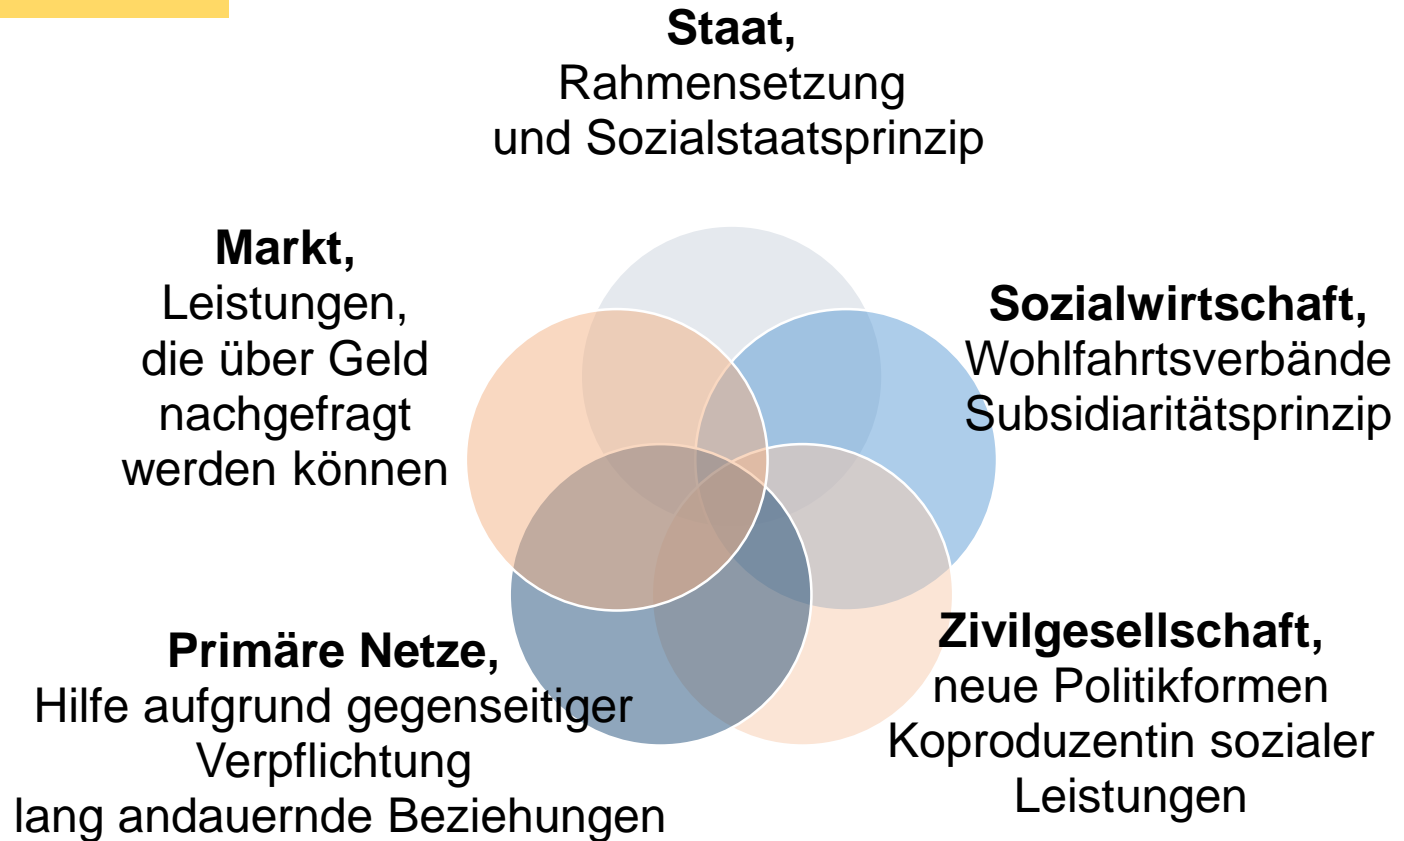 Staat,
Rahmensetzung
und Sozialstaatsprinzip
Markt,
Leistungen,
die über Geld
nachgefragt
werden können
Sozialwirtschaft,
Wohlfahrtsverbände
Subsidiaritätsprinzip
Primäre Netze,
Hilfe aufgrund gegenseitiger
Verpflichtung
lang andauernde Beziehungen
Zivilgesellschaft,
neue Politikformen
Koproduzentin sozialer
Leistungen